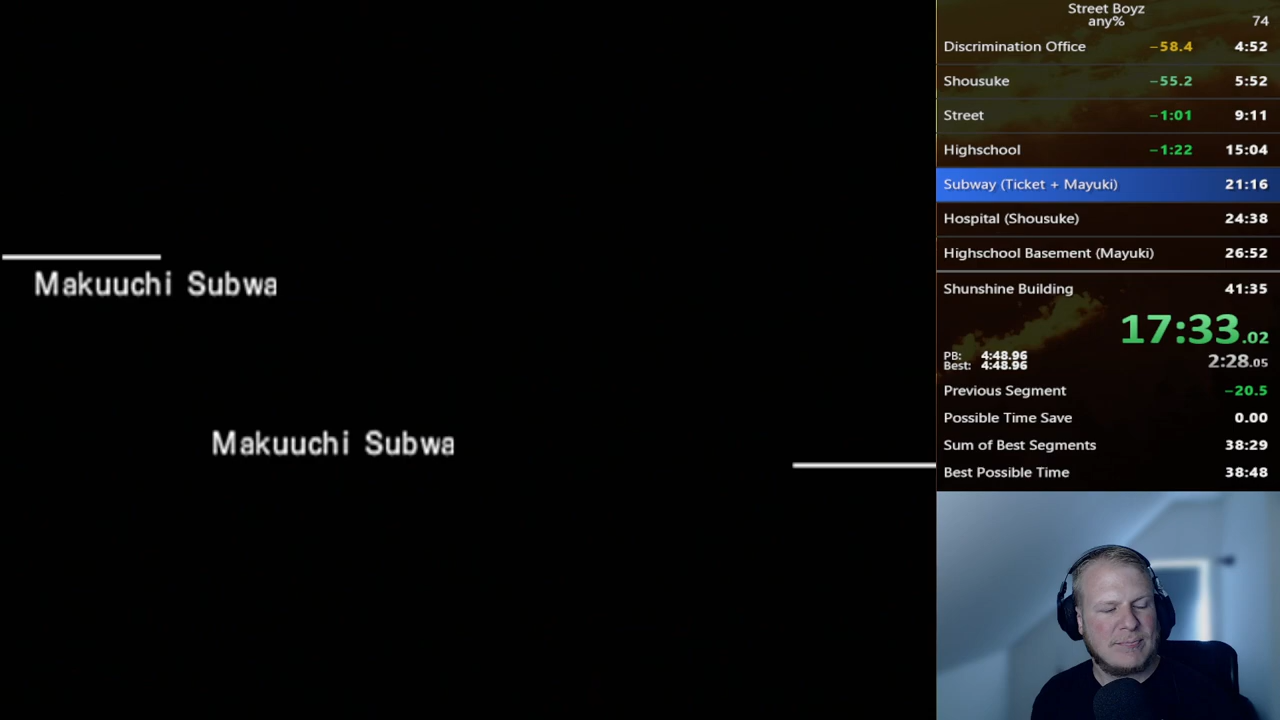 Makuuchi Subwa
Makuuchi Subwa
Street Boyz
any% 74
Discrimination Office -58.4 4:52
Shousuke -55.2 5:52
Street -1:01 9:11
Highschool -1:22 15:04
Subway (Ticket + Mayuki) 21:16
Hospital (Shousuke) 24:38
Highschool Basement (Mayuki) 26:52
Shunshine Building 41:35
17:33.02
PB: 4:48.96
Best: 4:48.96
2:28.05
Previous Segment -20.5
Possible Time Save 0.00
Sum of Best Segments 38:29
Best Possible Time 38:48